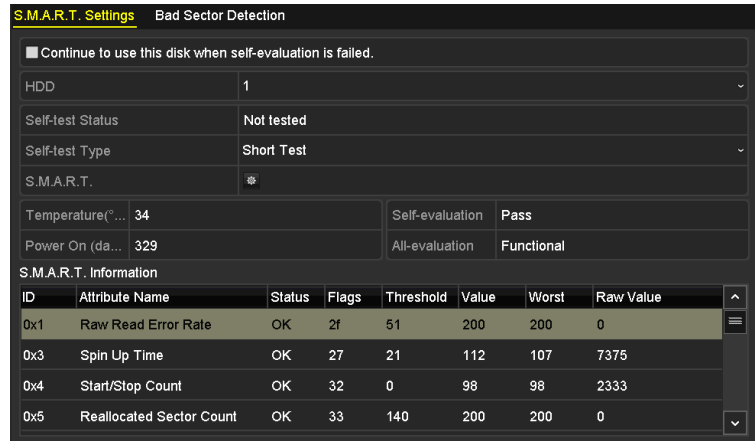 S.M.A.R.T. Settings Bad Sector Detection
Continue to use this disk when self-evaluation is failed.
HDD 1
Self-test Status Not tested
Self-test Type Short Test
S.M.A.R.T.
Temperature(°... 34 Self-evaluation Pass
Power On (da... 329 All-evaluation Functional
S.M.A.R.T. Information
ID Attribute Name Status Flags Threshold Value Worst Raw Value
0x1 Raw Read Error Rate OK 2f 51 200 200 0
0x3 Spin Up Time OK 27 21 112 107 7375
0x4 Start/Stop Count OK 32 0 98 98 2333
0x5 Reallocated Sector Count OK 33 140 200 200 0